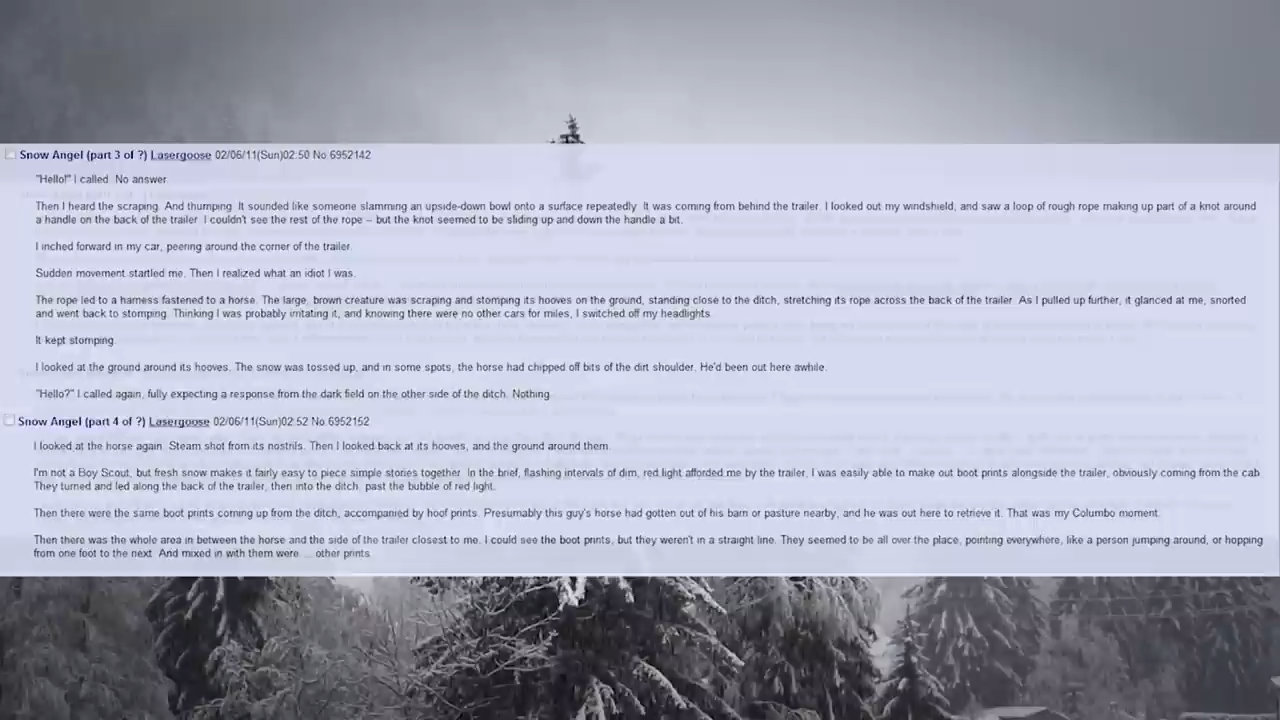 Snow Angel (part 3 of ?) Lasergoose 02/06/11(Sun)02:50 No 6952142
"Hello!" I called. No answer.
Then I heard the scraping. And thumping. It sounded like someone slamming an upside-down bowl onto a surface repeatedly. It was coming from behind the trailer. I looked out my windshield, and saw a loop of rough rope making up part of a knot around
a handle on the back of the trailer. I couldn't see the rest of the rope -- but the knot seemed to be sliding up and down the handle a bit.
I inched forward in my car, peering around the corner of the trailer.
Sudden movement startled me. Then I realized what an idiot I was.
The rope led to a harness fastened to a horse. The large, brown creature was scraping and stomping its hooves on the ground, standing close to the ditch, stretching its rope across the back of the trailer. As I pulled up further, it glanced at me, snorted
and went back to stomping. Thinking I was probably irritating it, and knowing there were no other cars for miles, I switched off my headlights.
It kept stomping.
I looked at the ground around its hooves. The snow was tossed up, and in some spots, the horse had chipped off bits of the dirt shoulder. He'd been out here awhile.
"Hello?" I called again, fully expecting a response from the dark field on the other side of the ditch. Nothing.
Snow Angel (part 4 of ?) Lasergoose 02/06/11(Sun)02:52 No 6952152
I looked at the horse again. Steam shot from its nostrils. Then I looked back at its hooves, and the ground around them.
I'm not a Boy Scout, but fresh snow makes it fairly easy to piece simple stories together. In the brief, flashing intervals of dim, red light afforded me by the trailer, I was easily able to make out boot prints alongside the trailer, obviously coming from the cab.
They turned and led along the back of the trailer, then into the ditch, past the bubble of red light.
Then there were the same boot prints coming up from the ditch, accompanied by hoof prints. Presumably this guy's horse had gotten out of his barn or pasture nearby, and he was out here to retrieve it. That was my Columbo moment.
Then there was the whole area in between the horse and the side of the trailer closest to me. I could see the boot prints, but they weren't in a straight line. They seemed to be all over the place, pointing everywhere, like a person jumping around, or hopping
from one foot to the next. And mixed in with them were ... other prints.